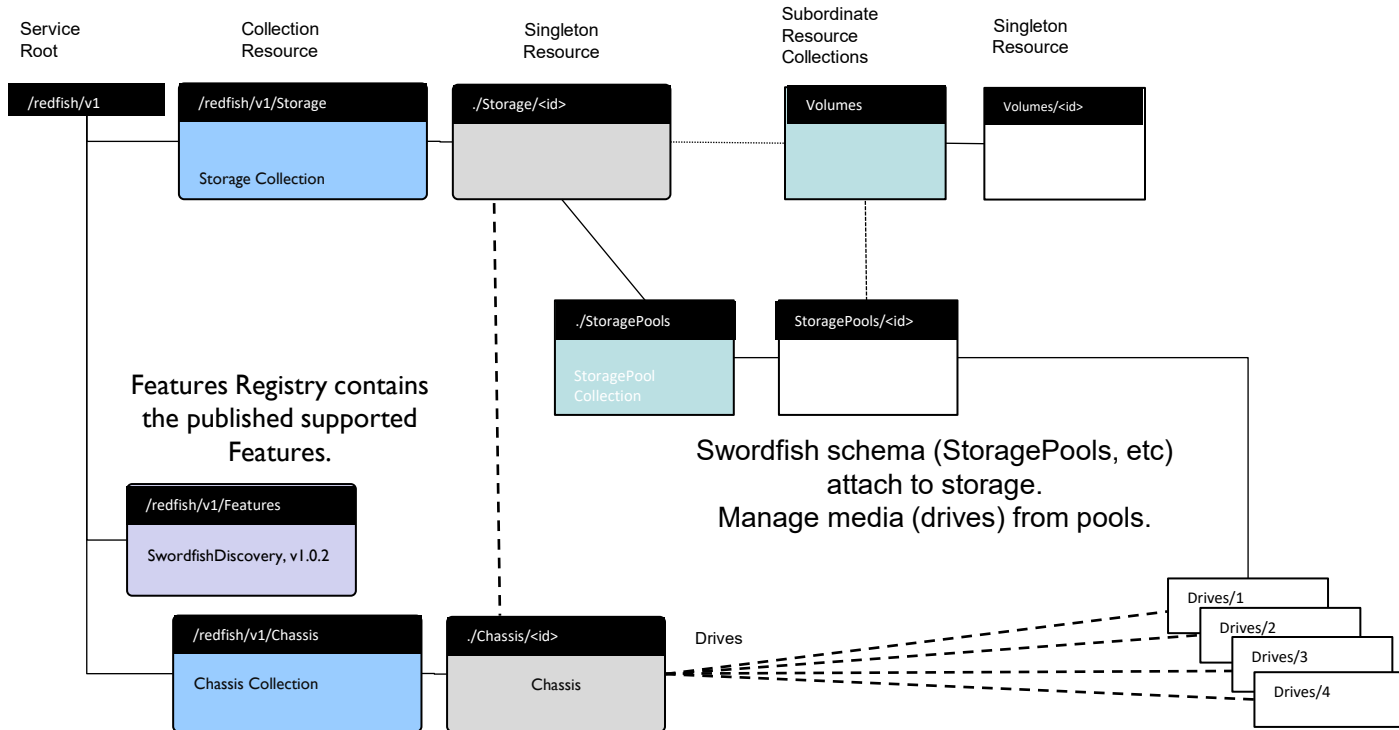 Service
Root
Collection
Resource
Singleton
Resource
Subordinate
Resource
Collections
Singleton
Resource
/redfish/v1
/redfish/v1/Storage
Storage Collection
./Storage/<id>
Volumes
Volumes/<id>
./StoragePools
StoragePool
Collection
StoragePools/<id>
Features Registry contains
the published supported
Features.
Swordfish schema (StoragePools, etc)
attach to storage.
Manage media (drives) from pools.
/redfish/v1/Features
SwordfishDiscovery, v1.0.2
/redfish/v1/Chassis
Chassis Collection
./Chassis/<id>
Chassis
Drives
Drives/1
Drives/2
Drives/3
Drives/4